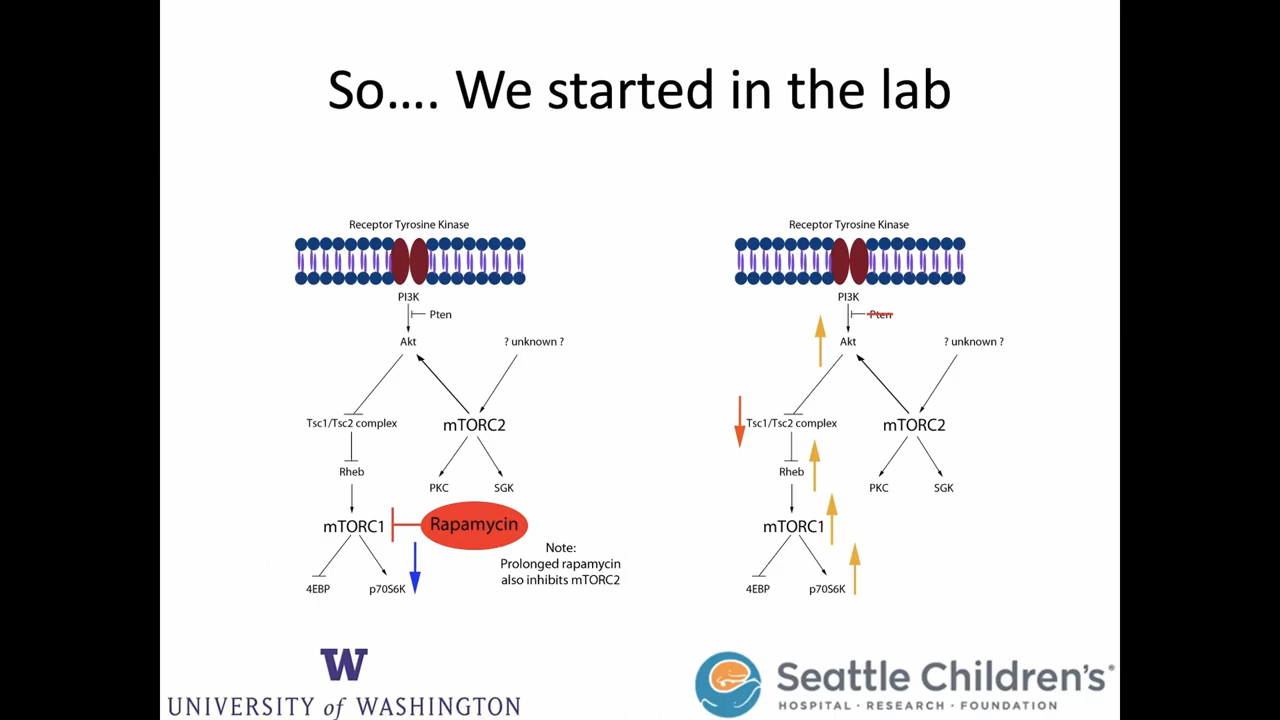 So.... We started in the lab
Receptor Tyrosine Kinase
PI3K
Pten
Akt
? unknown ?
Tsc1/Tsc2 complex
mTORC2
Rheb
PKC
SGK
mTORC1
Rapamycin
Note:
Prolonged rapamycin
also inhibits mTORC2
4EBP
p70S6K
Receptor Tyrosine Kinase
PI3K
Pten
Akt
? unknown ?
Tsc1/Tsc2 complex
mTORC2
Rheb
PKC
SGK
mTORC1
4EBP
p70S6K
W
UNIVERSITY of WASHINGTON
Seattle Children's®
HOSPITAL · RESEARCH · FOUNDATION